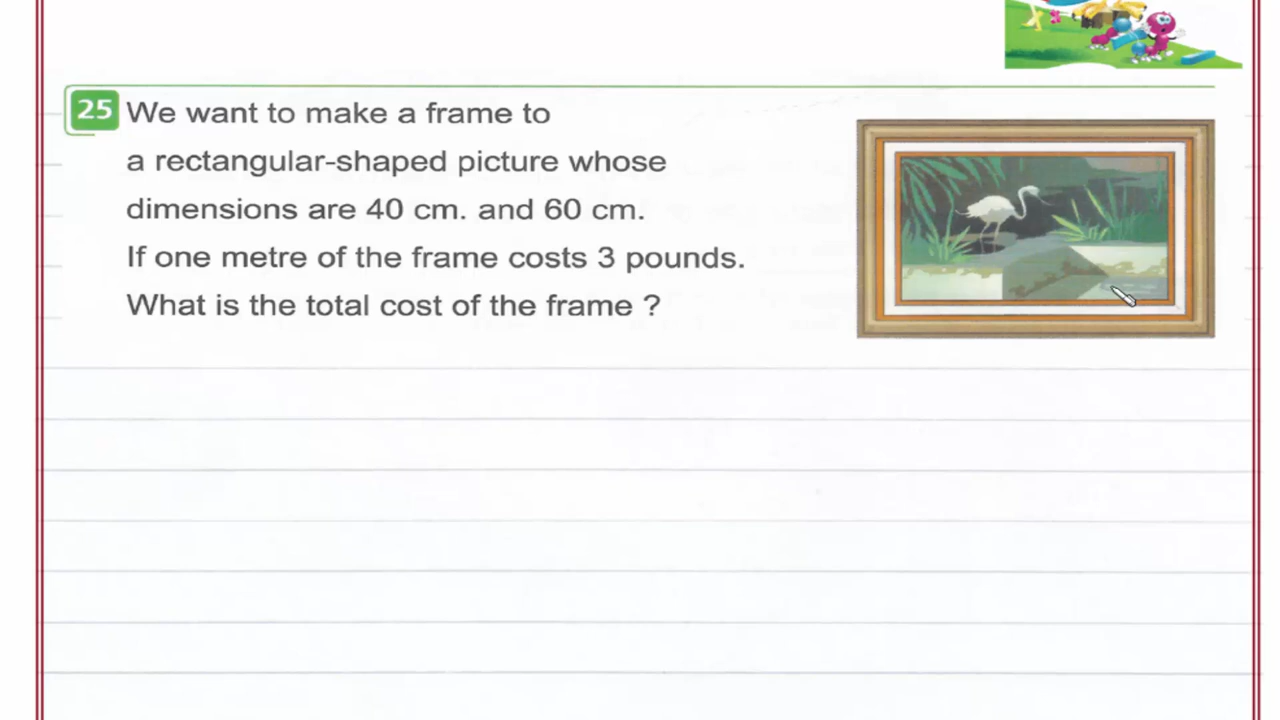 25 We want to make a frame to
a rectangular-shaped picture whose
dimensions are 40 cm. and 60 cm.
If one metre of the frame costs 3 pounds.
What is the total cost of the frame ?